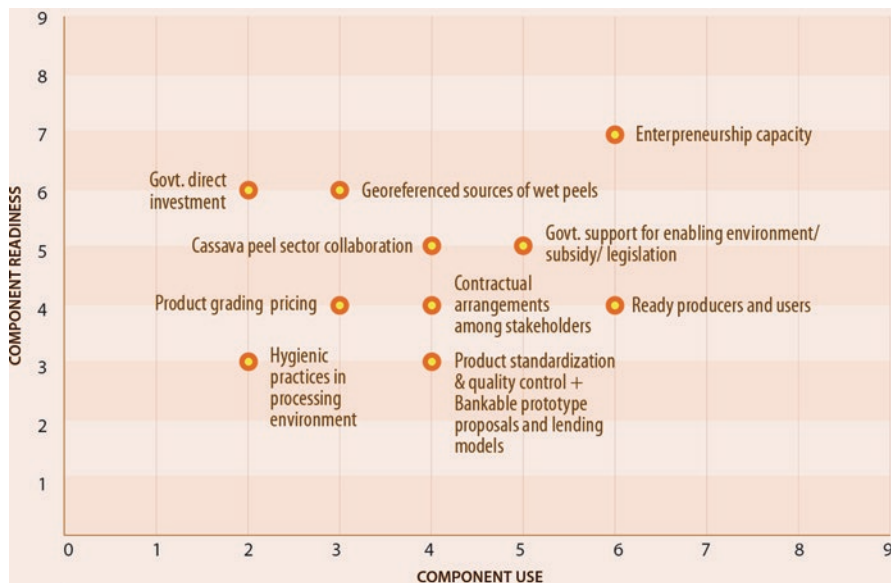 9
8
7
6
5
4
3
2
1
COMPONENT READINESS
Enterpreneurship capacity
Govt. direct
investment
Georeferenced sources of wet peels
Cassava peel sector collaboration
Govt. support for enabling environment/
subsidy/ legislation
Product grading pricing
Contractual
arrangements
among stakeholders
Ready producers and users
Hygienic
practices in
processing
environment
Product standardization
& quality control +
Bankable prototype
proposals and lending
models
0 1 2 3 4 5 6 7 8 9
COMPONENT USE